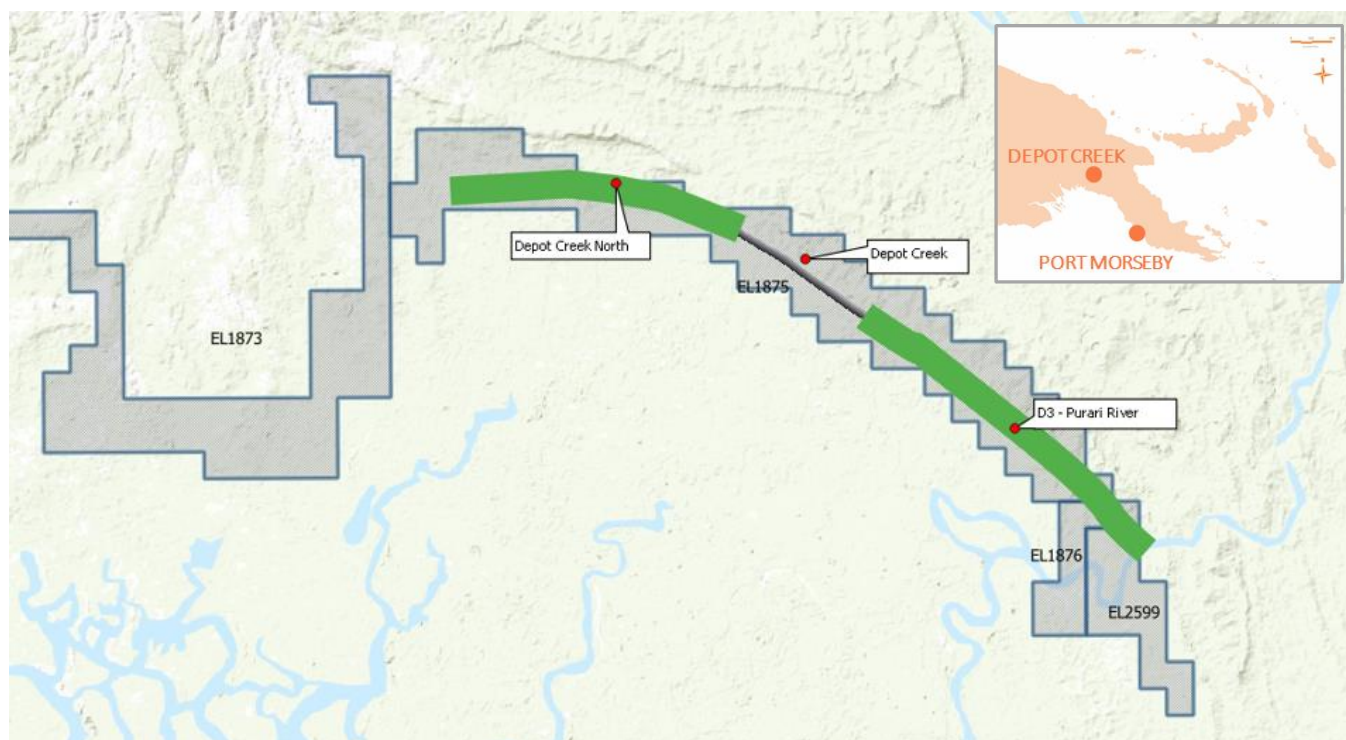 DEPOT CREEK
PORT MORSEBY
Depot Creek North
Depot Creek
EL1875
EL1873
D3 - Purari River
EL1876
EL2599